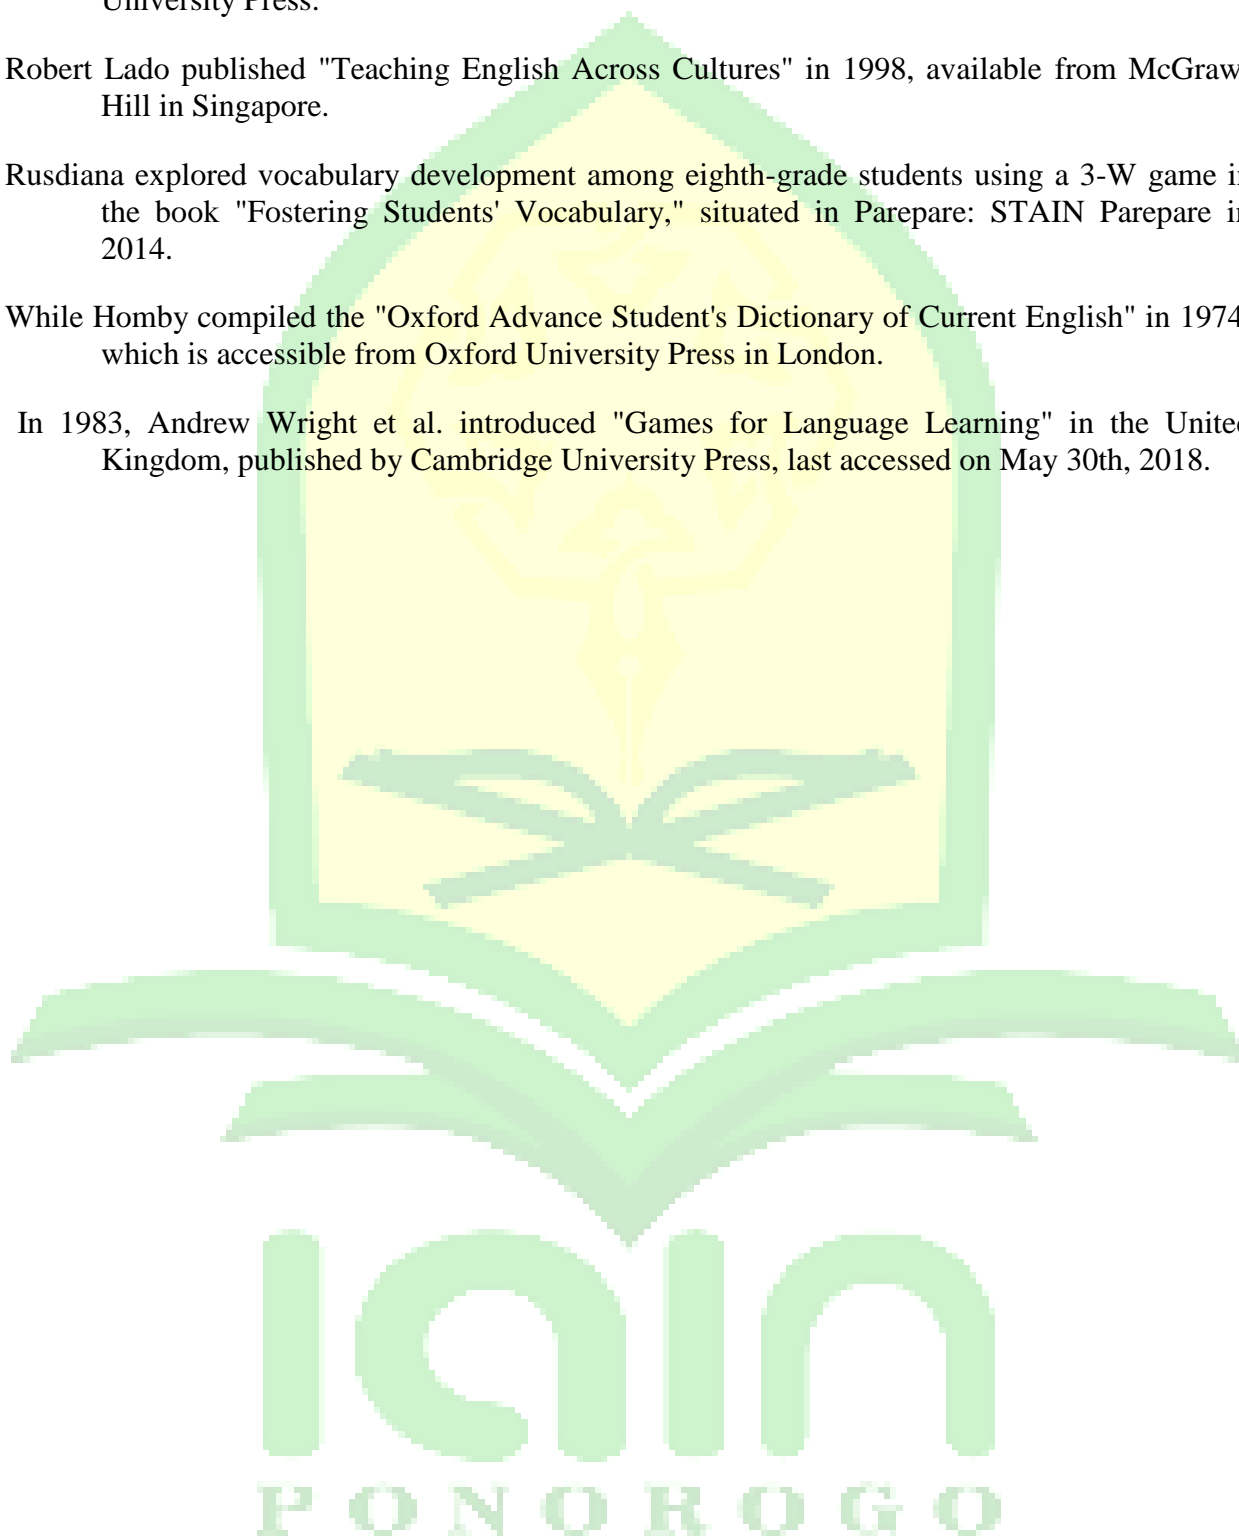 University Press.
Robert Lado published "Teaching English Across Cultures" in 1998, available from McGraw
Hill in Singapore.
Rusdiana explored vocabulary development among eighth-grade students using a 3-W game in
the book "Fostering Students' Vocabulary," situated in Parepare: STAIN Parepare in
2014.
While Homby compiled the "Oxford Advance Student's Dictionary of Current English" in 1974
which is accessible from Oxford University Press in London.
In 1983, Andrew Wright et al. introduced "Games for Language Learning" in the United
Kingdom, published by Cambridge University Press, last accessed on May 30th, 2018.
iain
PONOROGO